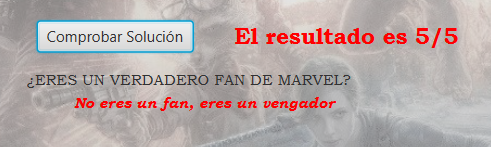 Comprobar Solución
El resultado es 5/5
¿ERES UN VERDADERO FAN DE MARVEL?
No eres un fan, eres un vengador